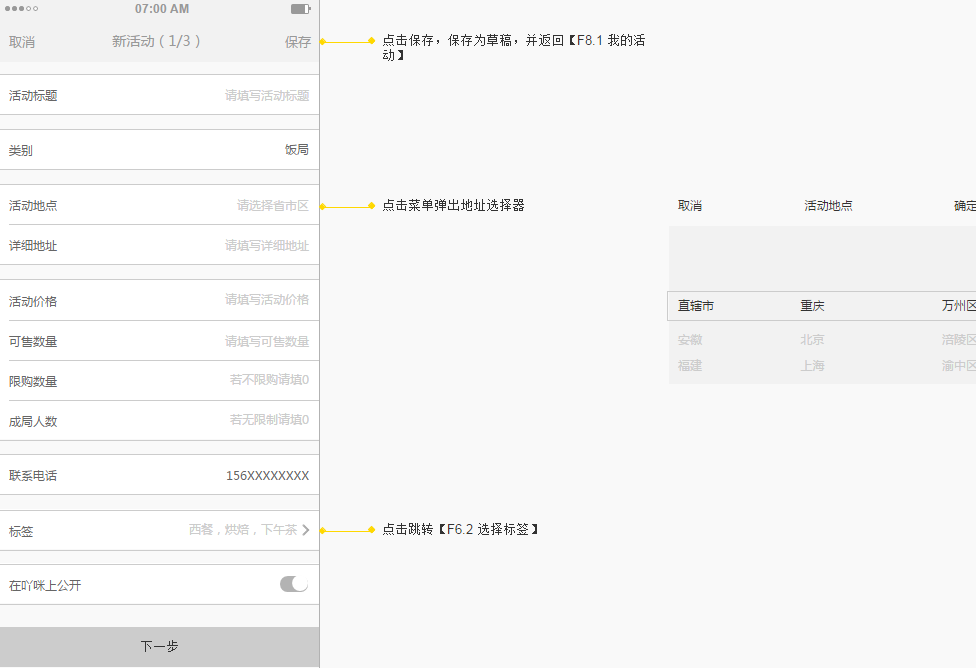 07:00 AM
取消
新活动（1/3）
保存
点击保存，保存为草稿，并返回【F8.1 我的活
动】
活动标题
请填写活动标题
类别
饭局
活动地点
请选择省市区
点击菜单弹出地址选择器
详细地址
请填写详细地址
活动价格
请填写活动价格
可售数量
请填写可售数量
限购数量
若不限购请填0
成局人数
若无限制请填0
联系电话
156XXXXXXXX
标签
西餐，烘焙，下午茶
点击跳转【F6.2 选择标签】
在吖咪上公开
下一步
取消
活动地点
确定
直辖市
重庆
万州区
安徽
北京
涪陵区
福建
上海
渝中区